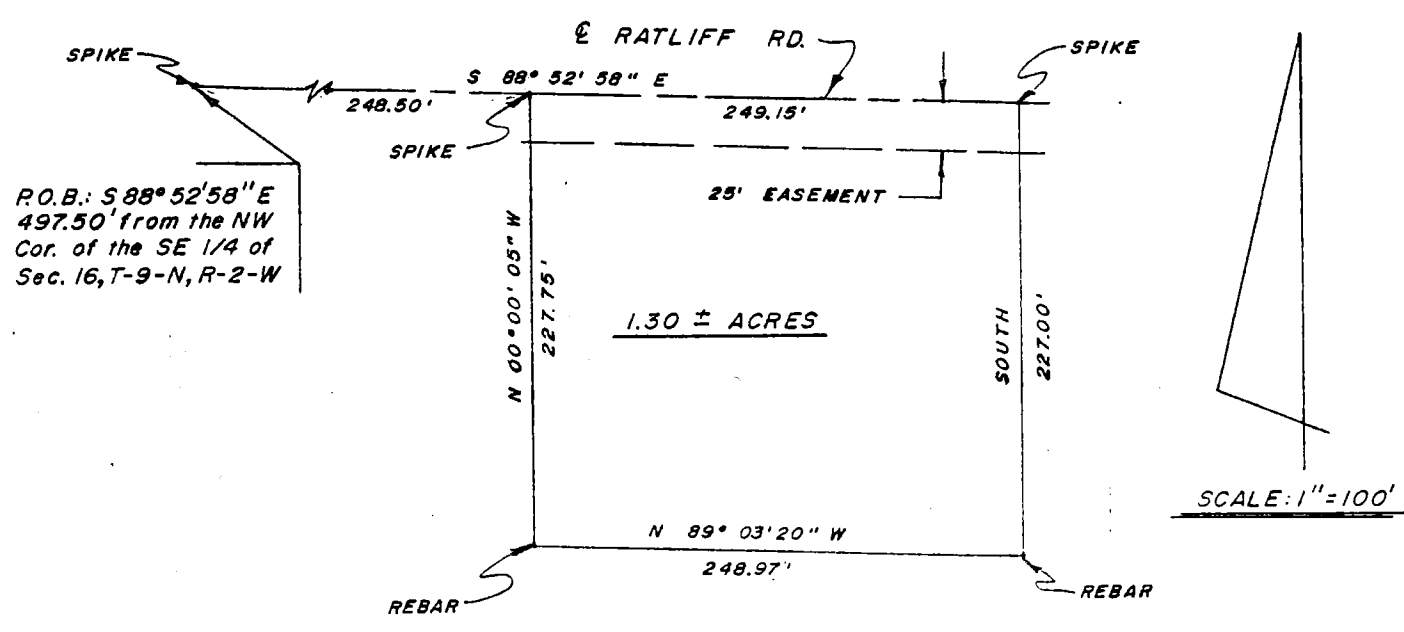 ℄ RATLIFF RD.
SPIKE
SPIKE
S 88° 52' 58" E
248.50'
249.15'
SPIKE
25' EASEMENT
P.O.B.: S 88° 52' 58" E
497.50' from the NW
Cor. of the SE 1/4 of
Sec. 16, T-9-N, R-2-W
N 00° 00' 05" W
227.75'
1.30 ± ACRES
SOUTH
227.00'
SCALE: 1" = 100'
N 89° 03' 20" W
248.97'
REBAR
REBAR